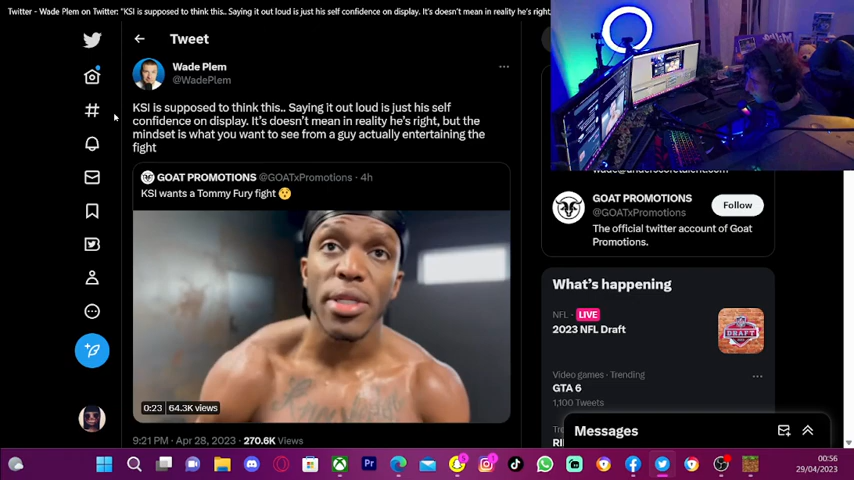 Twitter - Wade Plem on Twitter: "KSI is supposed to think this.. Saying it out loud is just his self confidence on display. It's doesn't mean in reality he's right,
Tweet
Wade Plem
@WadePlem
KSI is supposed to think this.. Saying it out loud is just his self
confidence on display. It's doesn't mean in reality he's right, but the
mindset is what you want to see from a guy actually entertaining the
fight
GOAT PROMOTIONS @GOATxPromotions · 4h
KSI wants a Tommy Fury fight 😲
0:23 64.3K views
9:21 PM · Apr 28, 2023 · 270.6K Views
GOAT PROMOTIONS
@GOATxPromotions
Follow
The official twitter account of Goat
Promotions.
What's happening
NFL · LIVE
2023 NFL Draft
DRAFT
Video games · Trending
GTA 6
1,100 Tweets
Messages
00:56
29/04/2023